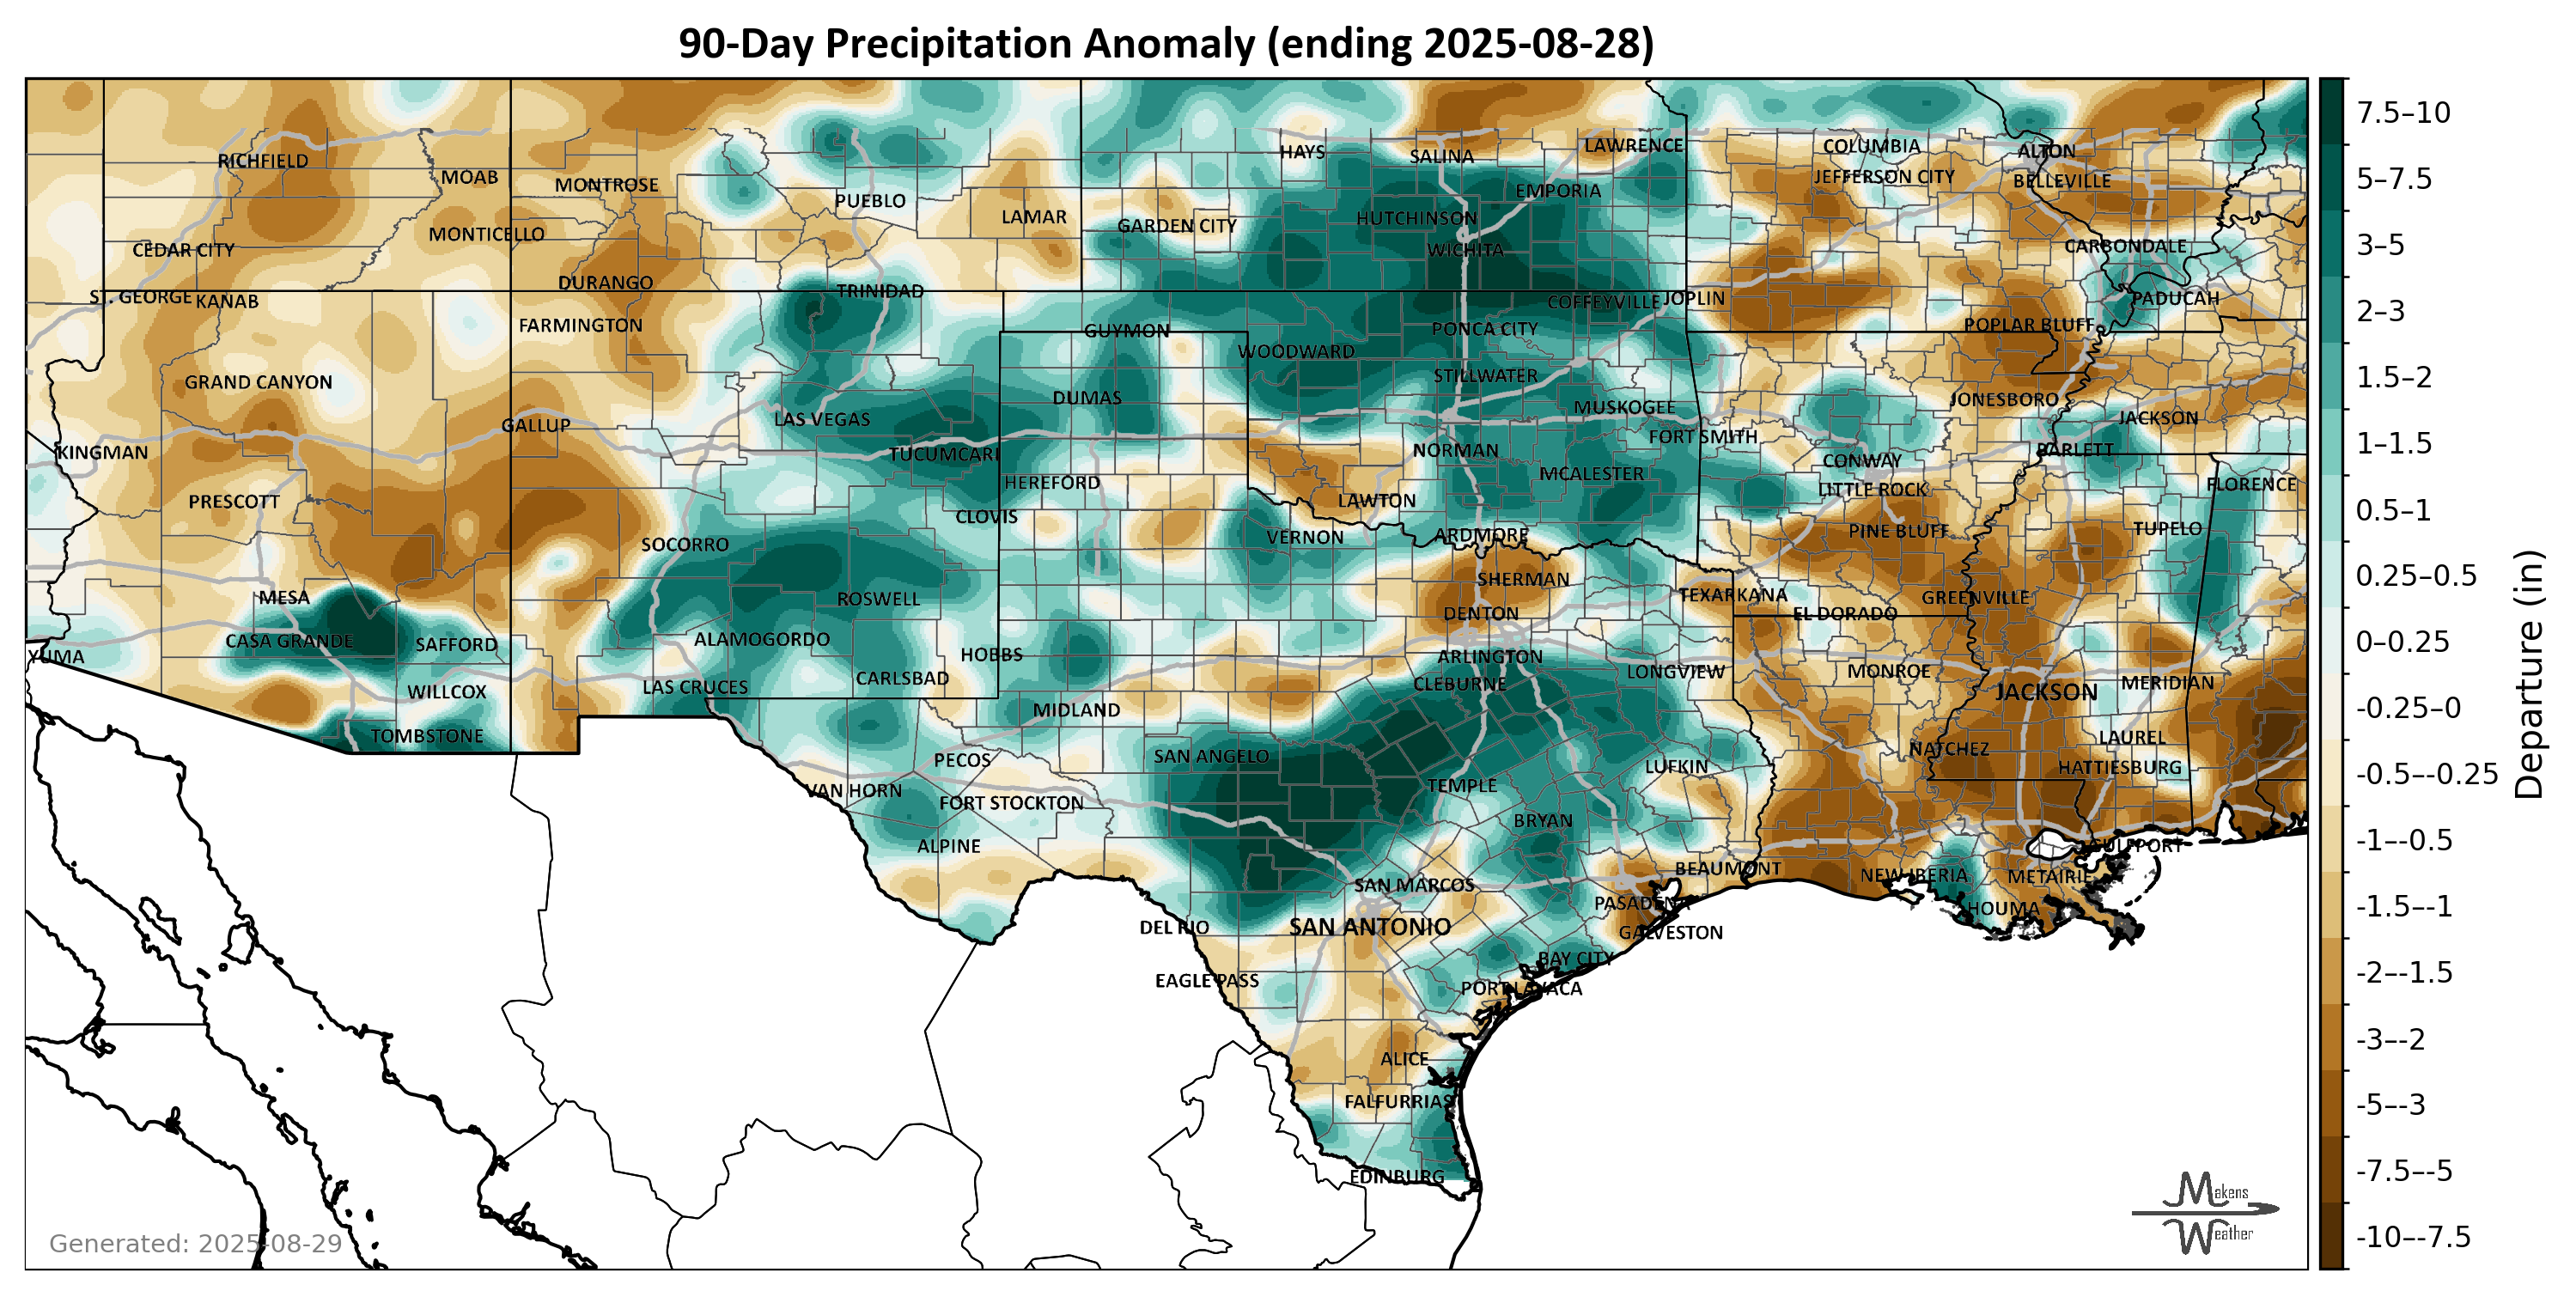 90-Day Precipitation Anomaly (ending 2025-08-28)
RICHFIELD
MOAB
MONTROSE
PUEBLO
LAMAR
HAYS
SALINA
LAWRENCE
COLUMBIA
ALTON
JEFFERSON CITY
BELLEVILLE
EMPORIA
HUTCHINSON
GARDEN CITY
WICHITA
CEDAR CITY
MONTICELLO
CARBONDALE
DURANGO
TRINIDAD
ST. GEORGE
KANAB
COFFEYVILLE
JOPLIN
PADUCAH
FARMINGTON
GUYMON
PONCA CITY
POPLAR BLUFF
WOODWARD
GRAND CANYON
STILLWATER
DUMAS
MUSKOGEE
JONESBORO
JACKSON
GALLUP
LAS VEGAS
KINGMAN
TUCUMCARI
NORMAN
FORT SMITH
BARLETT
CONWAY
MCALESTER
HEREFORD
LITTLE ROCK
FLORENCE
PRESCOTT
LAWTON
CLOVIS
PINE BLUFF
TUPELO
SOCORRO
VERNON
ARDMORE
SHERMAN
MESA
ROSWELL
TEXARKANA
GREENVILLE
DENTON
EL DORADO
CASA GRANDE
SAFFORD
ALAMOGORDO
YUMA
HOBBS
ARLINGTON
LONGVIEW
MONROE
CARLSBAD
CLEBURNE
MERIDIAN
WILLCOX
LAS CRUCES
JACKSON
MIDLAND
TOMBSTONE
LAUREL
NATCHEZ
PECOS
SAN ANGELO
LUFKIN
HATTIESBURG
VAN HORN
FORT STOCKTON
TEMPLE
BRYAN
ALPINE
GULFPORT
BEAUMONT
NEW IBERIA
METAIRIE
SAN MARCOS
PASADENA
HOUMA
DEL RIO
SAN ANTONIO
GALVESTON
BAY CITY
EAGLE PASS
PORT LAVACA
ALICE
FALFURRIAS
EDINBURG
7.5–10
5–7.5
3–5
2–3
1.5–2
1–1.5
0.5–1
0.25–0.5
0–0.25
-0.25–0
-0.5–-0.25
-1–-0.5
-1.5–-1
-2–-1.5
-3–-2
-5–-3
-7.5–-5
-10–-7.5
Departure (in)
Makens
Weather
Generated: 2025-08-29